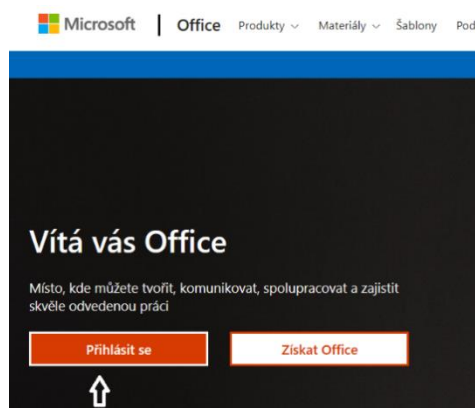 Microsoft | Office Produkty Materiály Šablony Pod
Vítá vás Office
Místo, kde můžete tvořit, komunikovat, spolupracovat a zajistit
skvěle odvedenou práci
Přihlásit se Získat Office